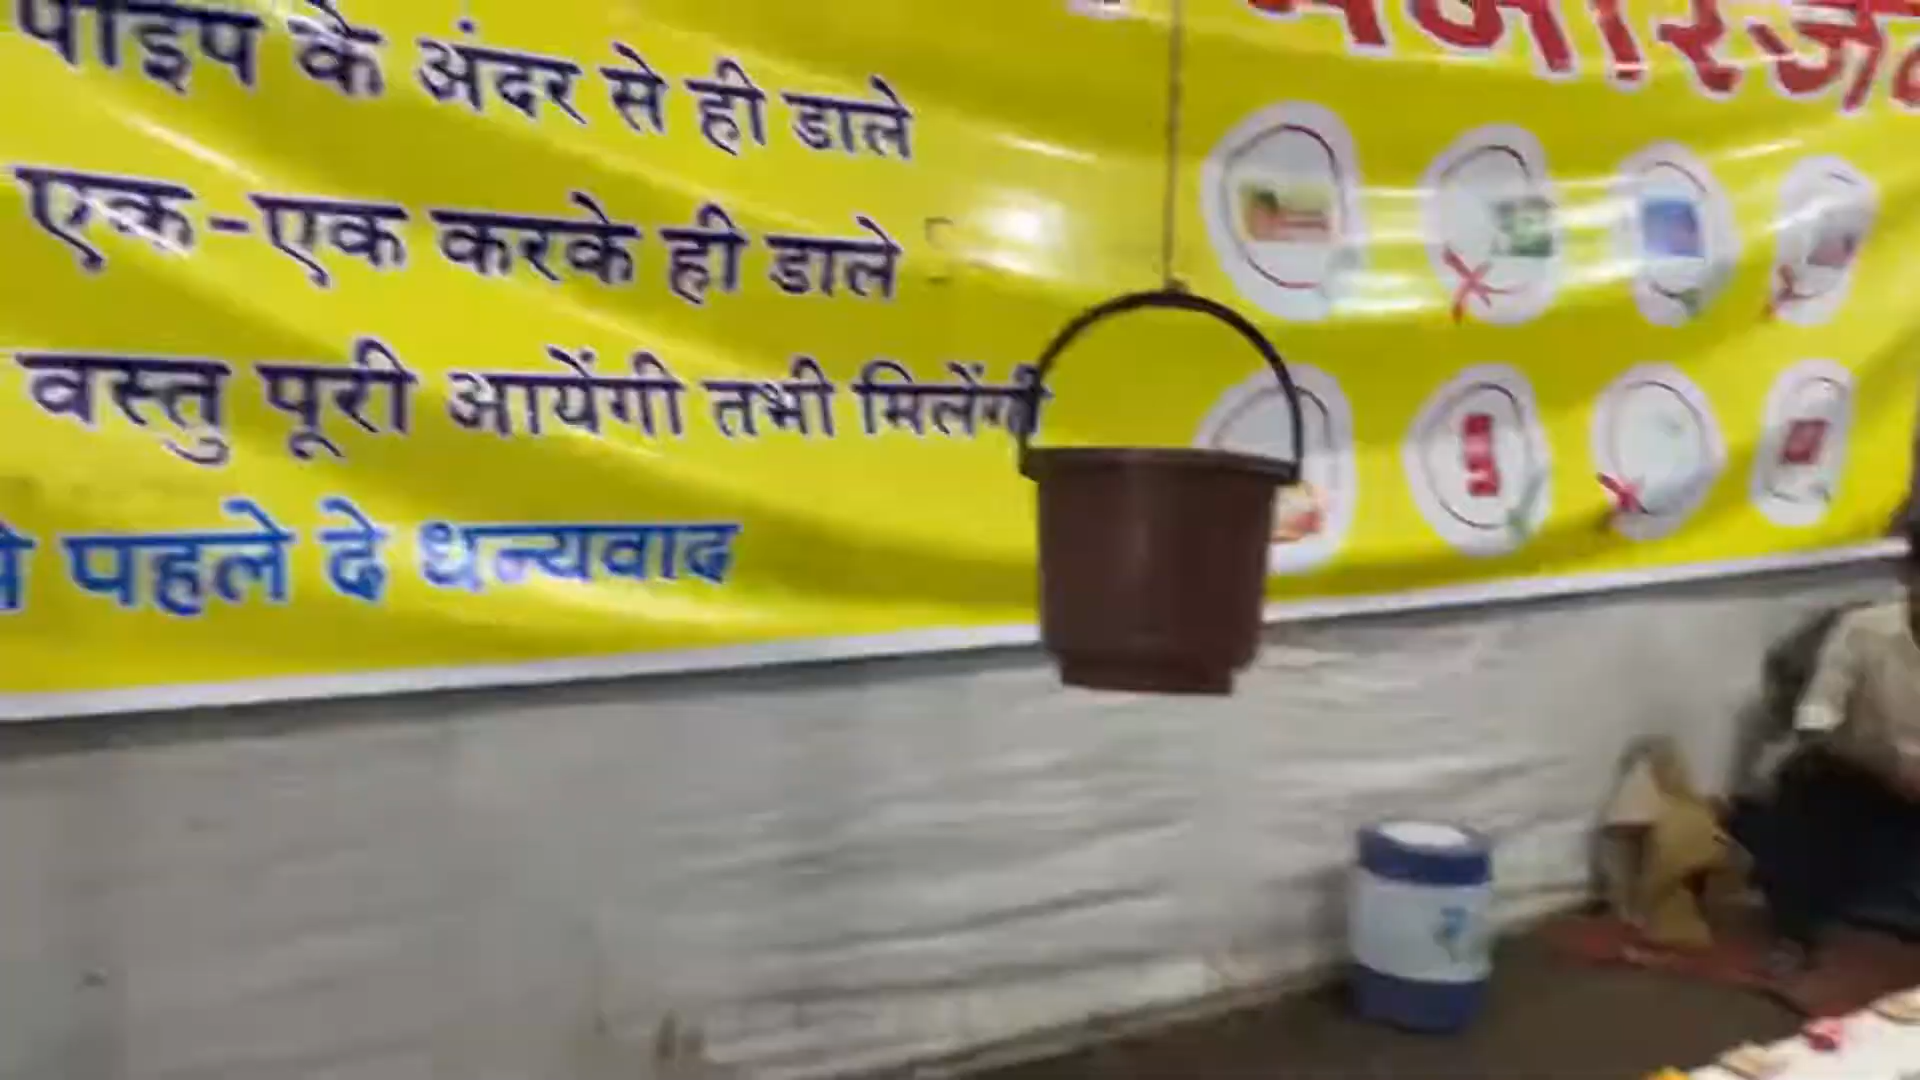 पाइप के अंदर से ही डाले
एक-एक करके ही डाले
वस्तु पूरी आयेंगी तभी मिलेंगी
पहले दे धन्यवाद